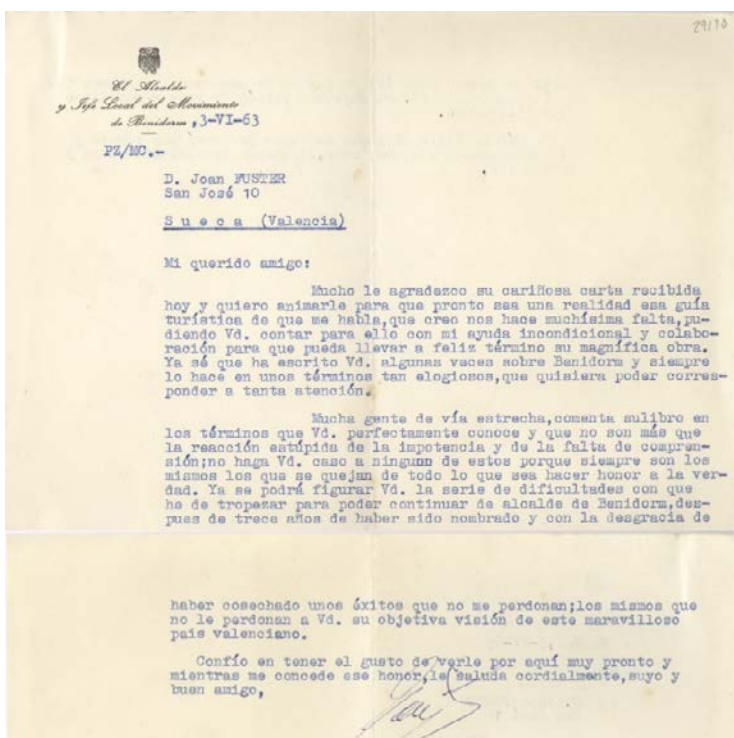 29/70
El Alcalde
y Jefe Local del Movimiento
de Benidorm ,3-VI-63
PZ/MC.-
D. Joan FUSTER
San José 10
S u e c a (Valencia)
Mi querido amigo:
Mucho le agradezco su cariñosa carta recibida
hoy y quiero animarle para que pronto sea una realidad esa guía
turística de que me habla,que creo nos hace muchísima falta,pu-
diendo Vd. contar para ello con mi ayuda incondicional y colabo-
ración para que pueda llevar a feliz término su magnífica obra.
Ya sé que ha escrito Vd. algunas veces sobre Benidorm y siempre
lo hace en unos términos tan elogiosos,que quisiera poder corres-
ponder a tanta atención.
Mucha gente de vía estrecha,comenta sulibro en
los términos que Vd. perfectamente conoce y que no son más que
la reacción estúpida de la impotencia y de la falta de compren-
sión;no haga Vd. caso a ninguno de estos porque siempre son los
mismos los que se quejan de todo lo que sea hacer honor a la ver-
dad. Ya se podrá figurar Vd. la serie de dificultades con que
he de tropezar para poder continuar de alcalde de Benidorm,des-
pues de trece años de haber sido nombrado y con la desgracia de
haber cosechado unos éxitos que no me perdonan;los mismos que
no le perdonan a Vd. su objetiva visión de este maravilloso
pais valenciano.
Confío en tener el gusto de verle por aquí muy pronto y
mientras me concede ese honor,le saluda cordialmente,suyo y
buen amigo,